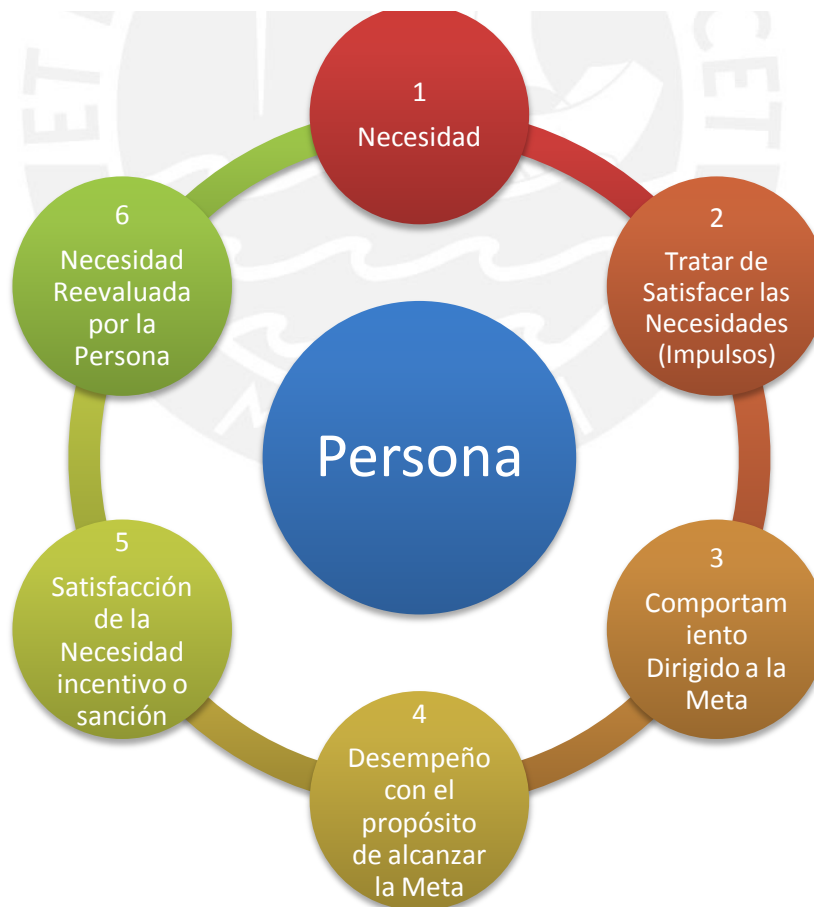 1
Necesidad
2
Tratar de
Satisfacer las
Necesidades
(Impulsos)
3
Comportam
iento
Dirigido a la
Meta
4
Desempeño
con el
propósito
de alcanzar
la Meta
5
Satisfacción
de la
Necesidad
incentivo o
sanción
6
Necesidad
Reevaluada
por la
Persona
Persona